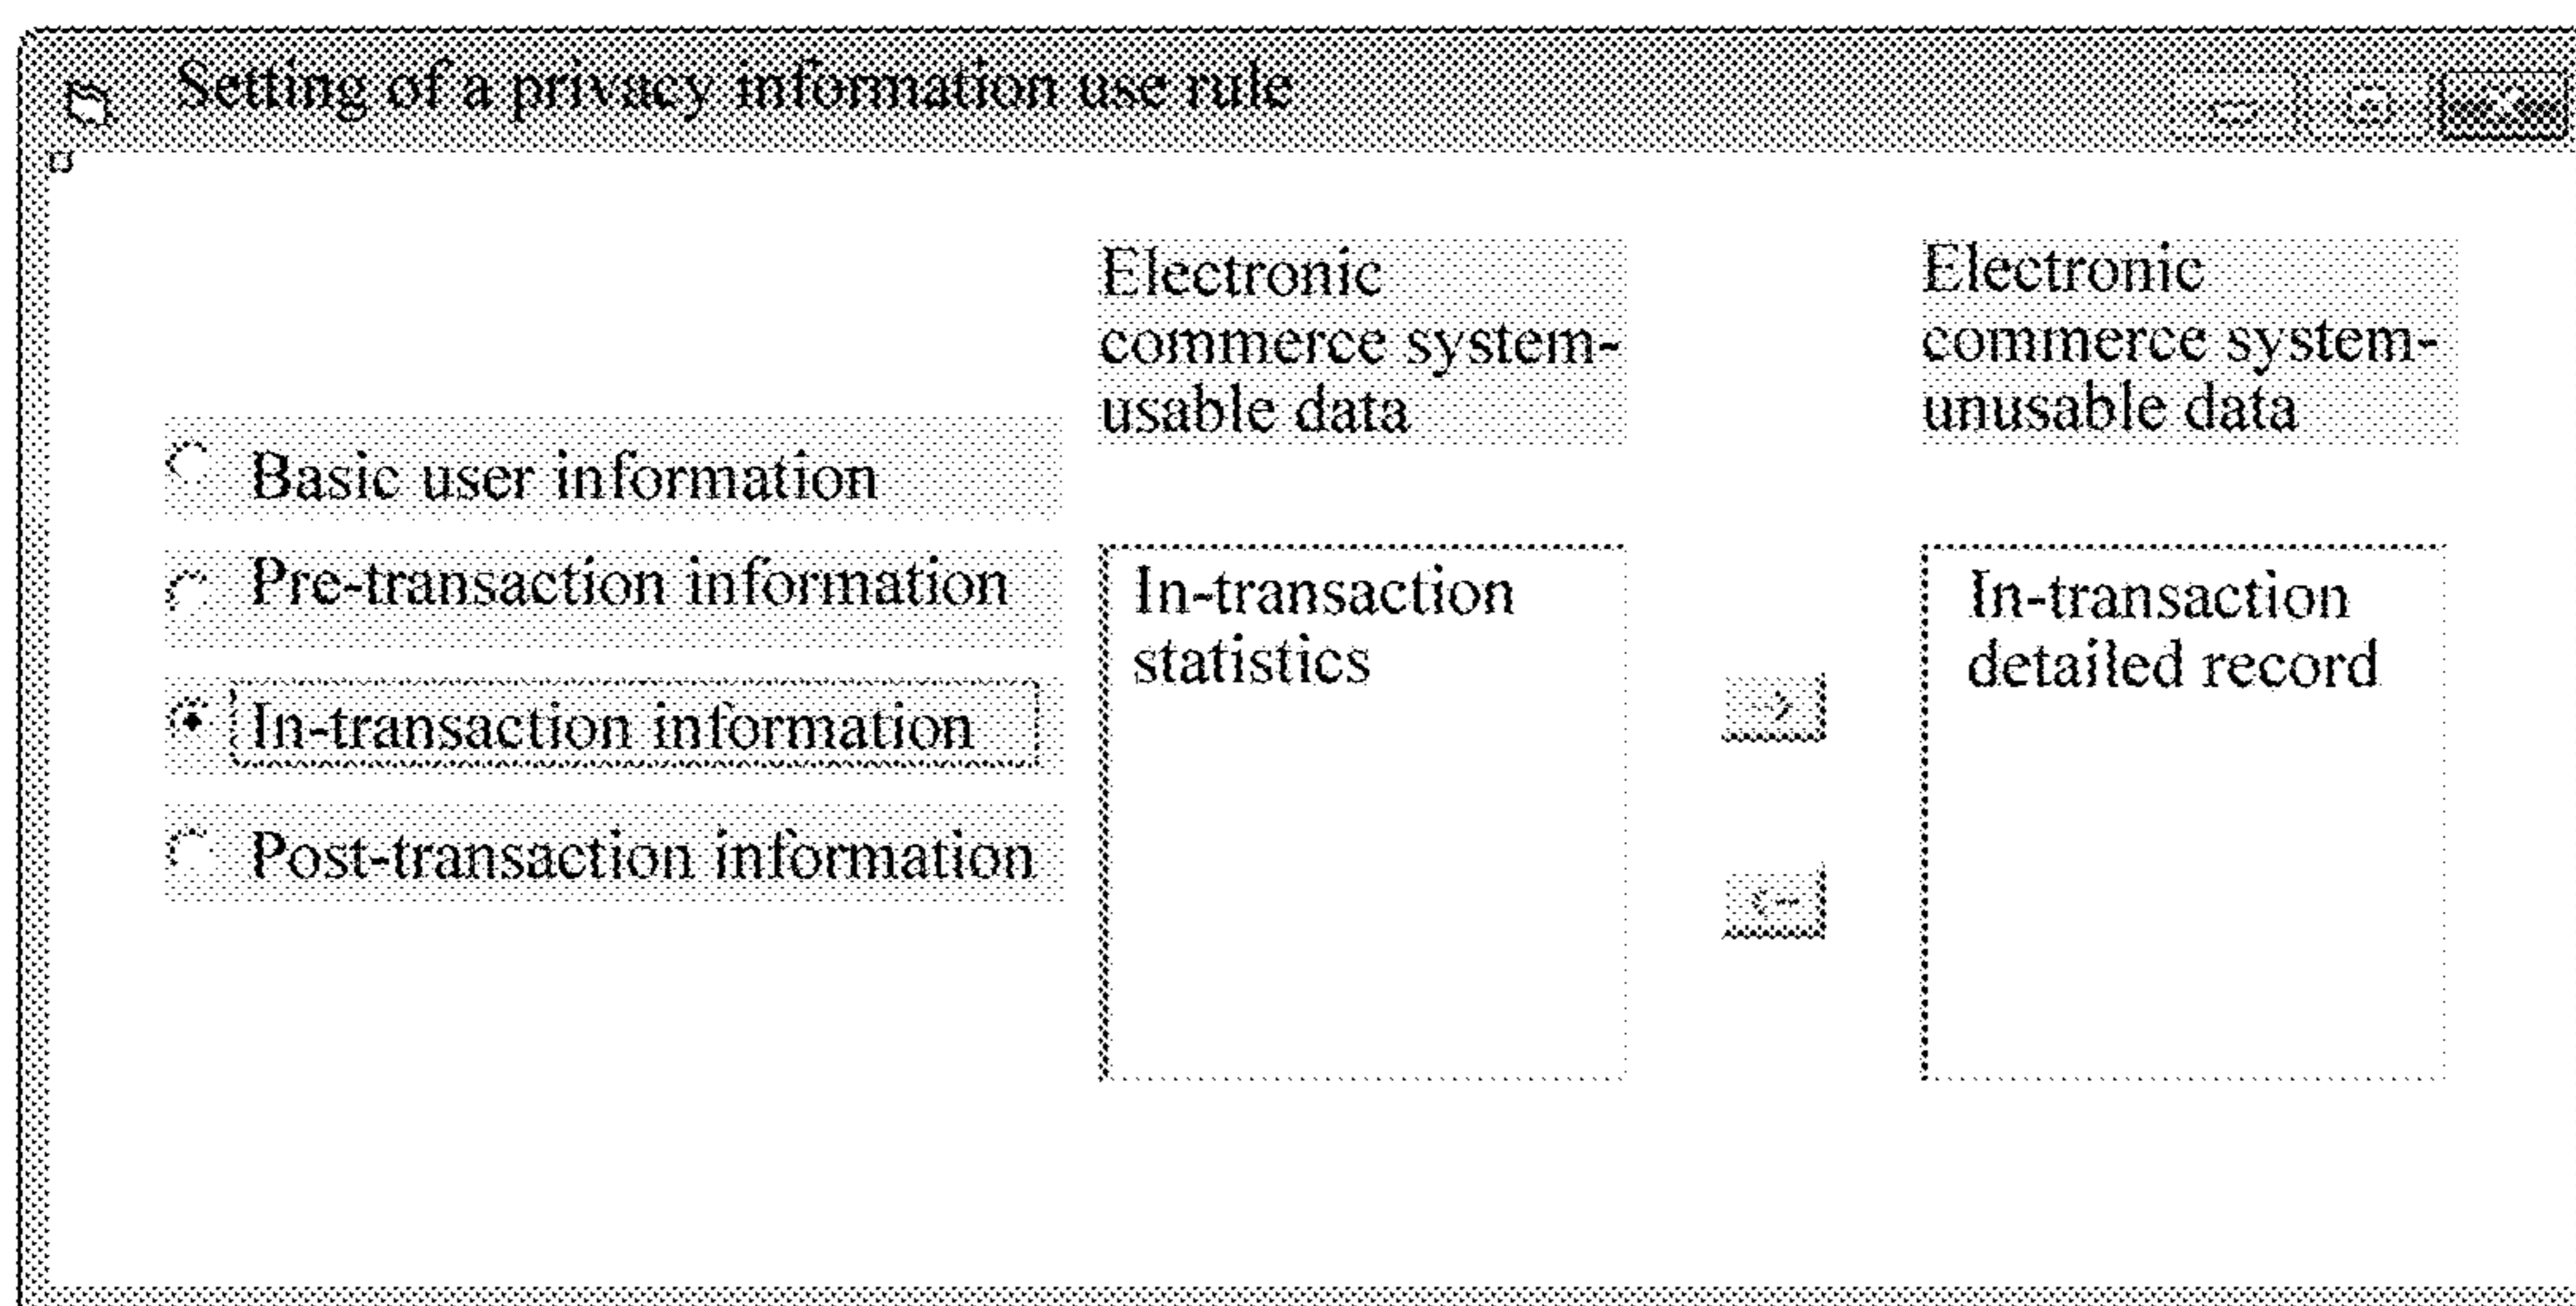 Setting of a privacy information use rule
Electronic
commerce system-
usable data
Electronic
commerce system-
unusable data
Basic user information
Pre-transaction information
In-transaction information
Post-transaction information
In-transaction
statistics
In-transaction
detailed record